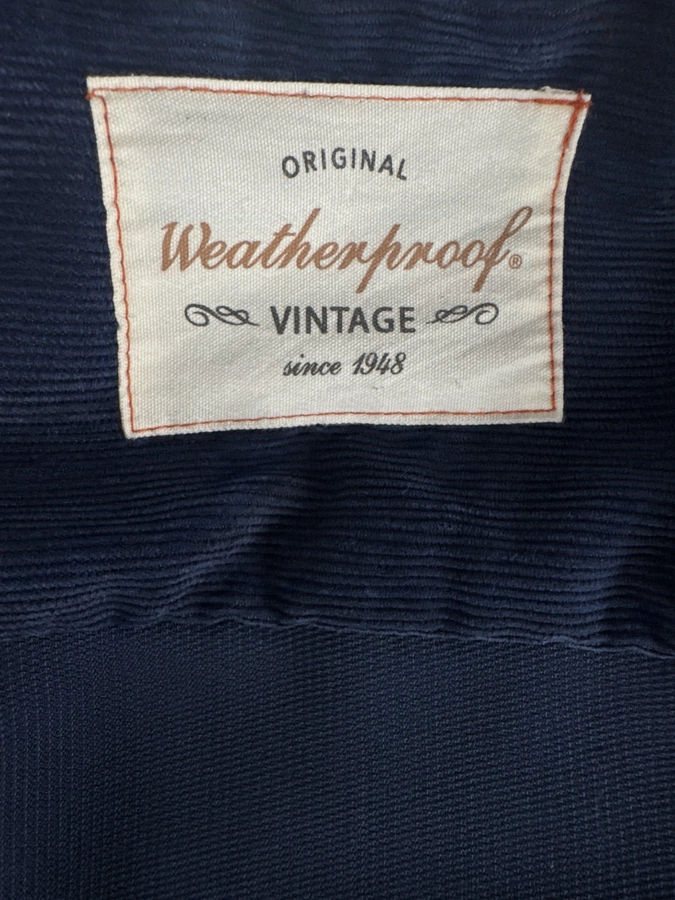 ORIGINAL
Weatherproof®
VINTAGE
since 1948